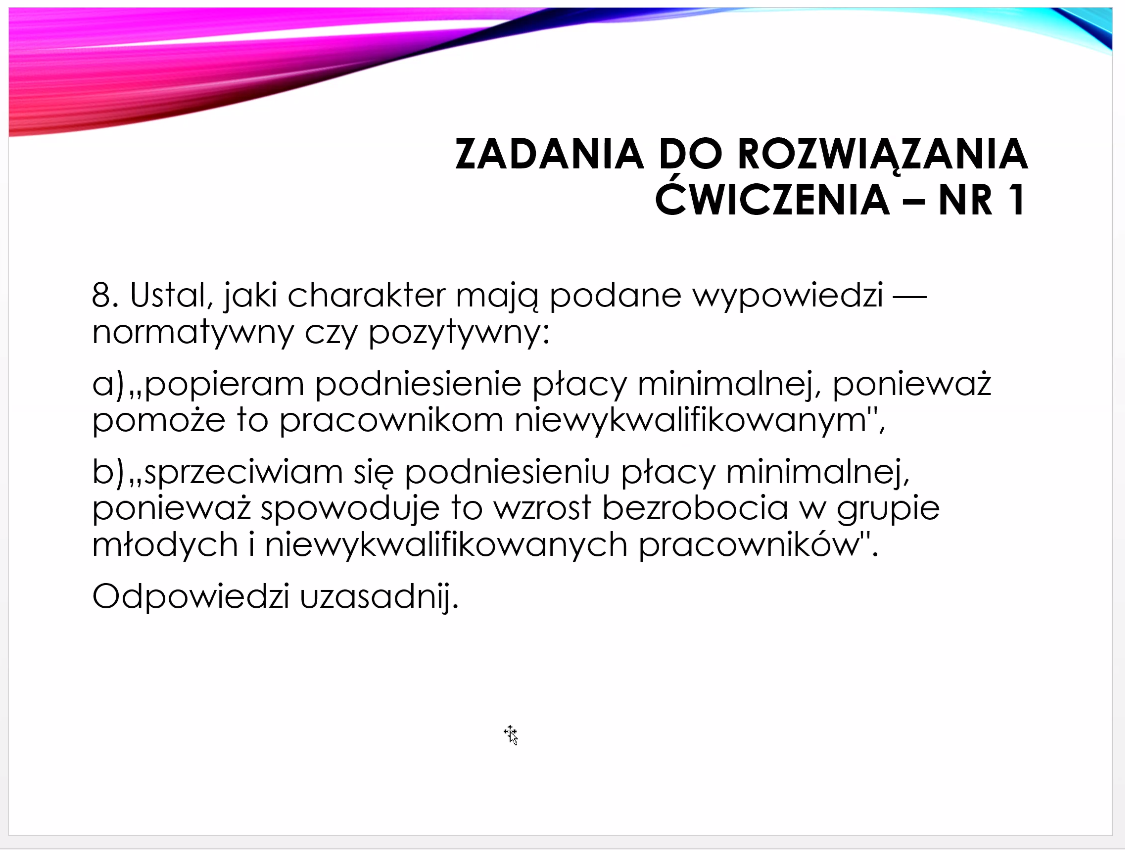 ZADANIA DO ROZWIĄZANIA
ĆWICZENIA – NR 1
8. Ustal, jaki charakter mają podane wypowiedzi —
normatywny czy pozytywny:
a)„popieram podniesienie płacy minimalnej, ponieważ
pomoże to pracownikom niewykwalifikowanym",
b)„sprzeciwiam się podniesieniu płacy minimalnej,
ponieważ spowoduje to wzrost bezrobocia w grupie
młodych i niewykwalifikowanych pracowników".
Odpowiedzi uzasadnij.